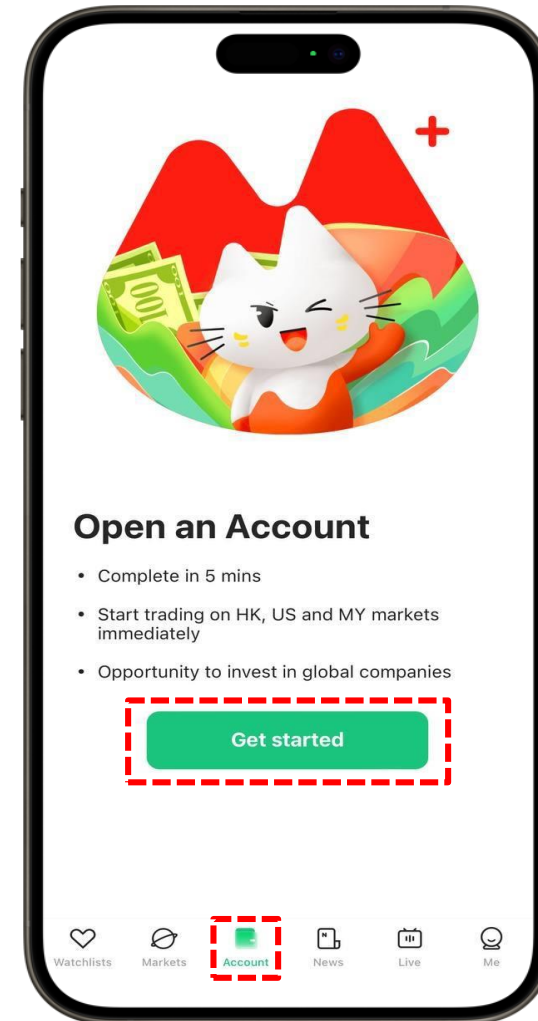 100
Open an Account
• Complete in 5 mins
• Start trading on HK, US and MY markets
immediately
• Opportunity to invest in global companies
Get started
Watchlists Markets Account News Live Me